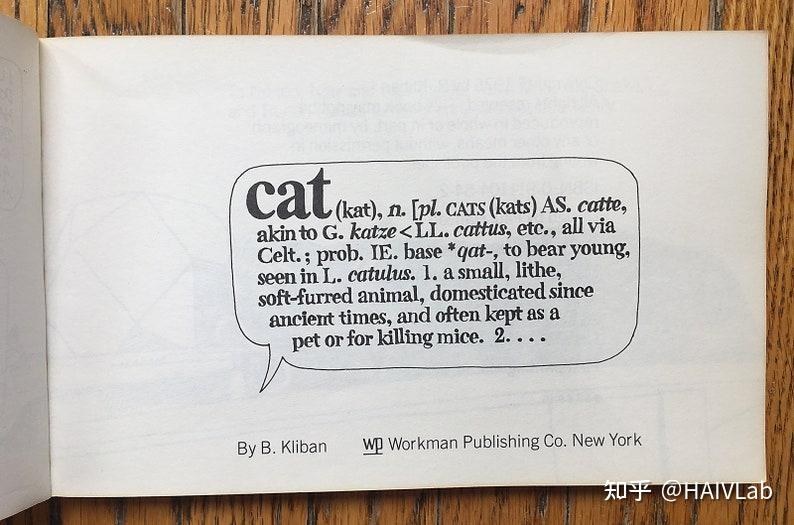 cat (kat), n. [pl. CATS (kats) AS. catte,
akin to G. katze < LL. cattus, etc., all via
Celt.; prob. IE. base *qat-, to bear young,
seen in L. catulus. 1. a small, lithe,
soft-furred animal, domesticated since
ancient times, and often kept as a
pet or for killing mice. 2. . . .
By B. Kliban wp Workman Publishing Co. New York
知乎 @HAIVLab